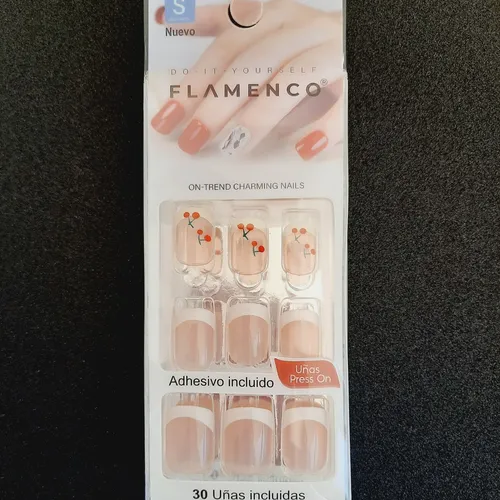 S
Nuevo
DO-IT-YOURSELF
FLAMENCO®
ON-TREND CHARMING NAILS
Uñas
Press On
Adhesivo incluido
30 Uñas incluidas